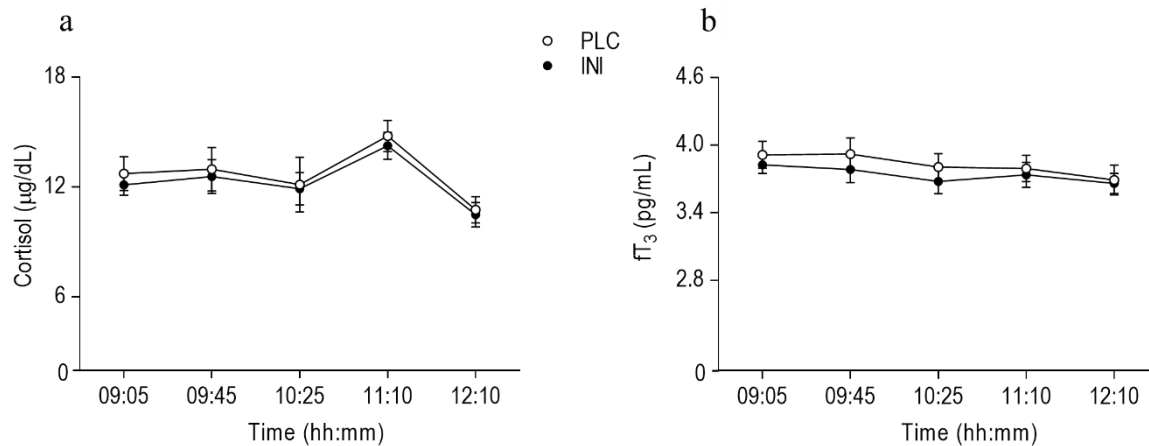 a
PLC
INI
b
Cortisol (µg/dL)
18
12
6
0
09:05 09:45 10:25 11:10 12:10
Time (hh:mm)
fT₃ (pg/mL)
4.6
4.0
3.4
2.8
0
09:05 09:45 10:25 11:10 12:10
Time (hh:mm)